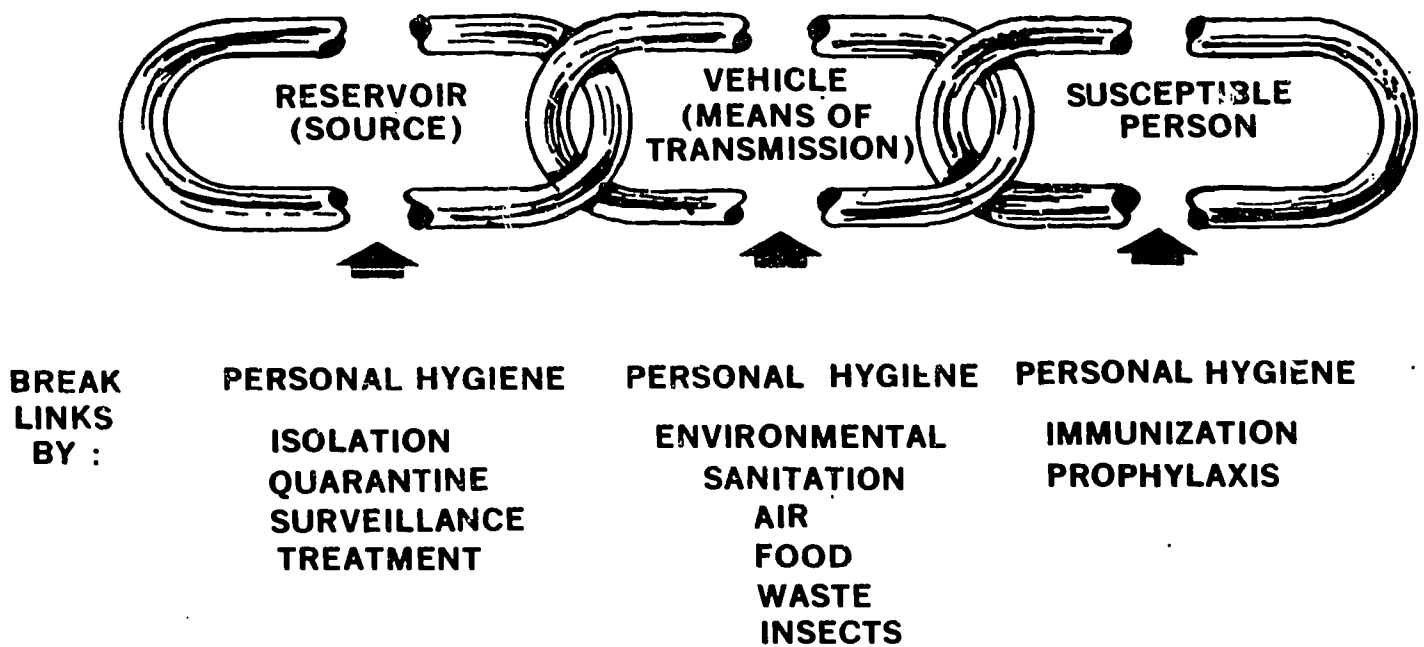 RESERVOIR
(SOURCE)
VEHICLE
(MEANS OF
TRANSMISSION)
SUSCEPTIBLE
PERSON
BREAK
LINKS
BY :
PERSONAL HYGIENE
ISOLATION
QUARANTINE
SURVEILLANCE
TREATMENT
PERSONAL HYGIENE
ENVIRONMENTAL
SANITATION
AIR
FOOD
WASTE
INSECTS
PERSONAL HYGIENE
IMMUNIZATION
PROPHYLAXIS